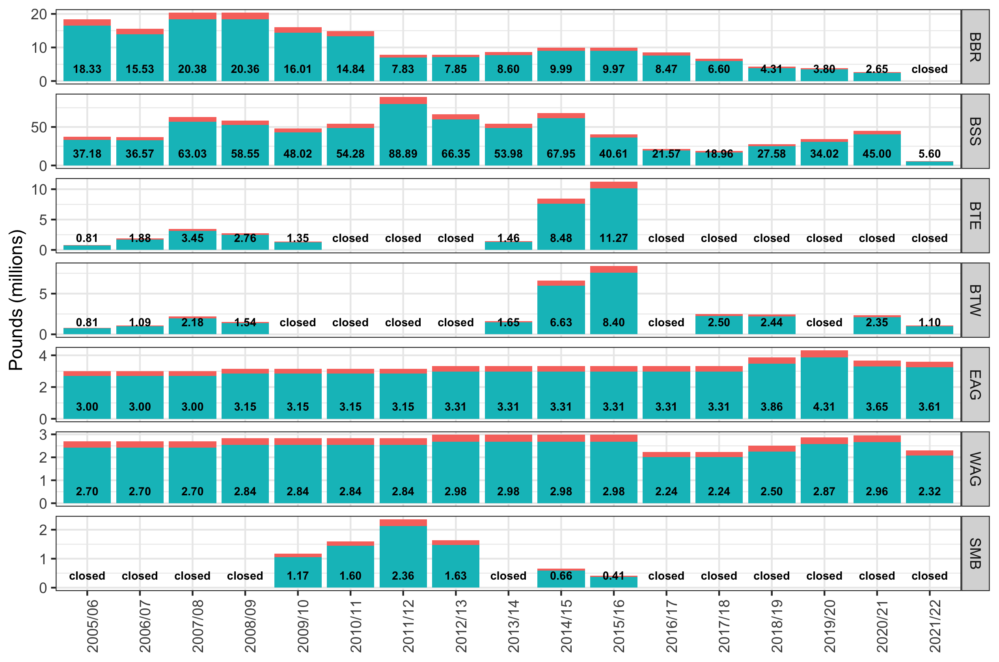 Pounds (millions)
20
10
0
18.33 15.53 20.38 20.36 16.01 14.84 7.83 7.85 8.60 9.99 9.97 8.47 6.60 4.31 3.80 2.65 closed
BBR
50
0
37.18 36.57 63.03 58.55 48.02 54.28 88.89 66.35 53.98 67.95 40.61 21.57 18.96 27.58 34.02 45.00 5.60
BSS
10
5
0
0.81 1.88 3.45 2.76 1.35 closed closed closed 1.46 8.48 11.27 closed closed closed closed closed closed
BTE
5
0
0.81 1.09 2.18 1.54 closed closed closed closed 1.65 6.63 8.40 closed 2.50 2.44 closed 2.35 1.10
BTW
4
2
0
3.00 3.00 3.00 3.15 3.15 3.15 3.15 3.31 3.31 3.31 3.31 3.31 3.31 3.86 4.31 3.65 3.61
EAG
3
2
1
0
2.70 2.70 2.70 2.84 2.84 2.84 2.84 2.98 2.98 2.98 2.98 2.24 2.24 2.50 2.87 2.96 2.32
WAG
2
1
0
closed closed closed closed 1.17 1.60 2.36 1.63 closed 0.66 0.41 closed closed closed closed closed closed
SMB
2005/06 2006/07 2007/08 2008/09 2009/10 2010/11 2011/12 2012/13 2013/14 2014/15 2015/16 2016/17 2017/18 2018/19 2019/20 2020/21 2021/22